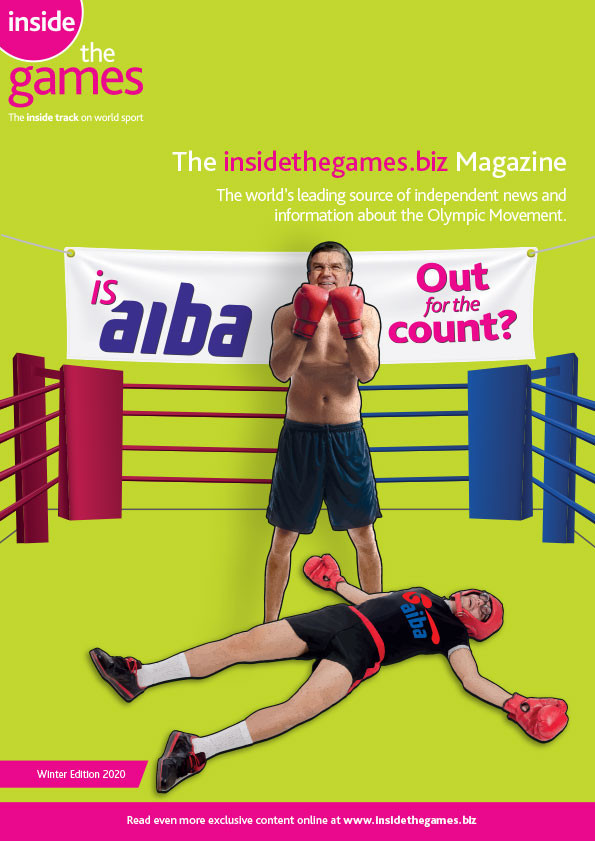 inside
the
games
The inside track on world sport
The insidethegames.biz Magazine
The world's leading source of independent news and
information about the Olympic Movement.
is
aiba
Out
for the
count?
aiba
Winter Edition 2020
Read even more exclusive content online at www.insidethegames.biz